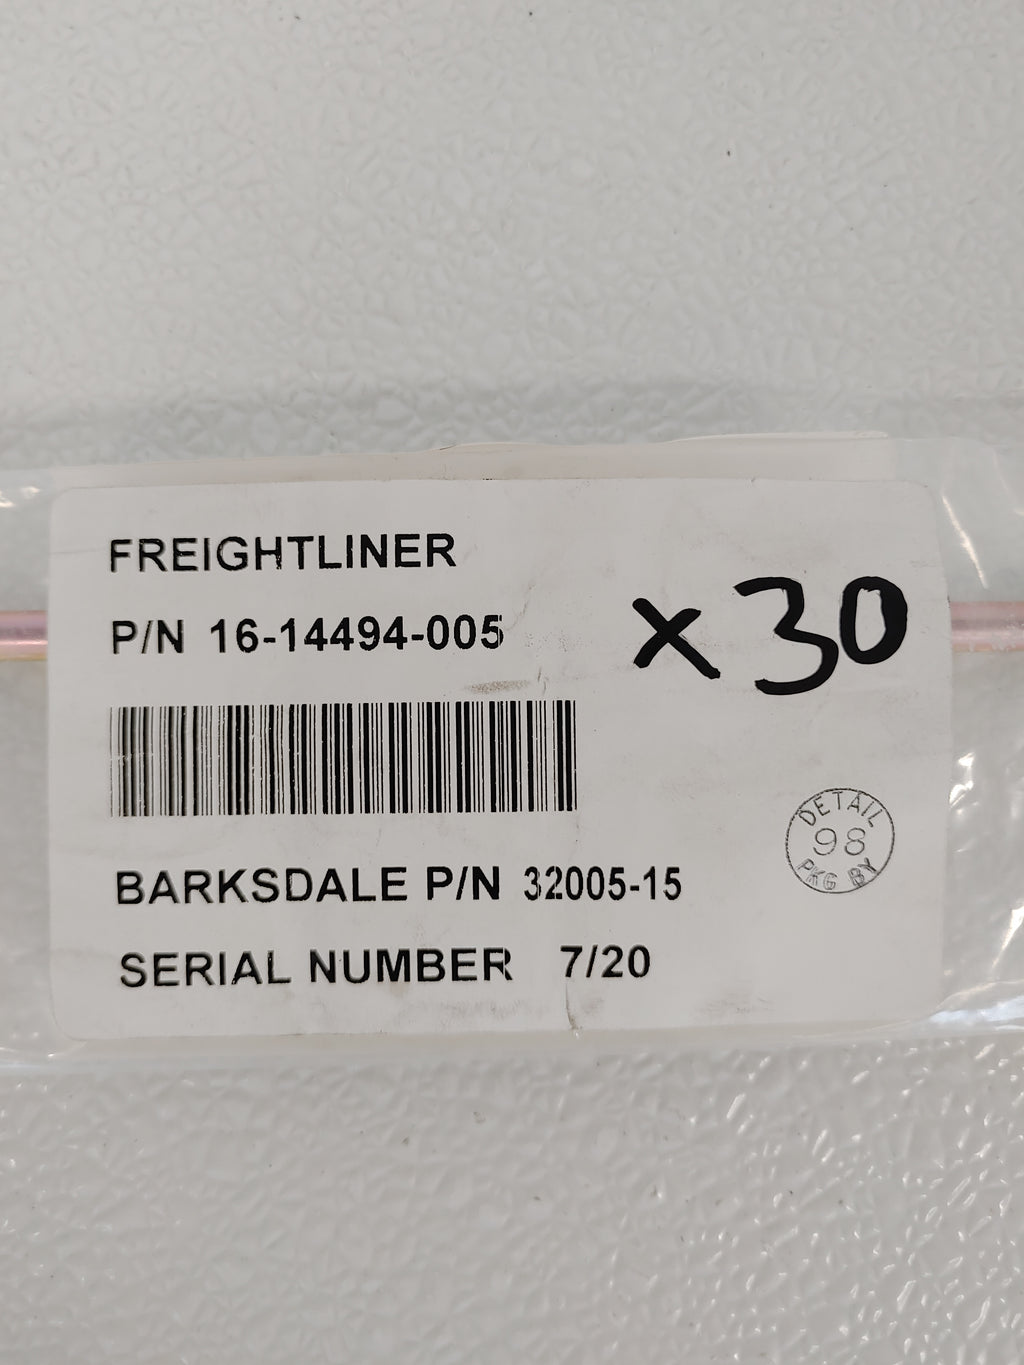 FREIGHTLINER
P/N 16-14494-005
x 30
DETAIL
98
PKG BY
BARKSDALE P/N 32005-15
SERIAL NUMBER 7/20